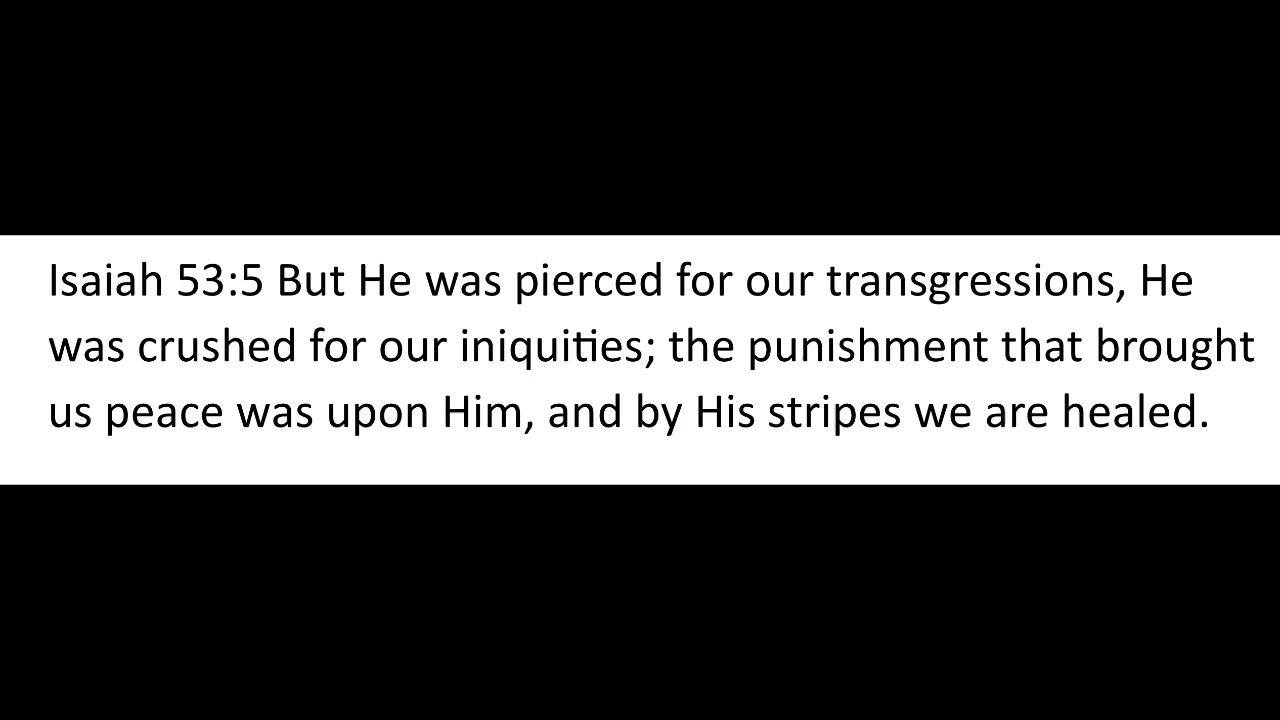 Isaiah 53:5 But He was pierced for our transgressions, He
was crushed for our iniquities; the punishment that brought
us peace was upon Him, and by His stripes we are healed.